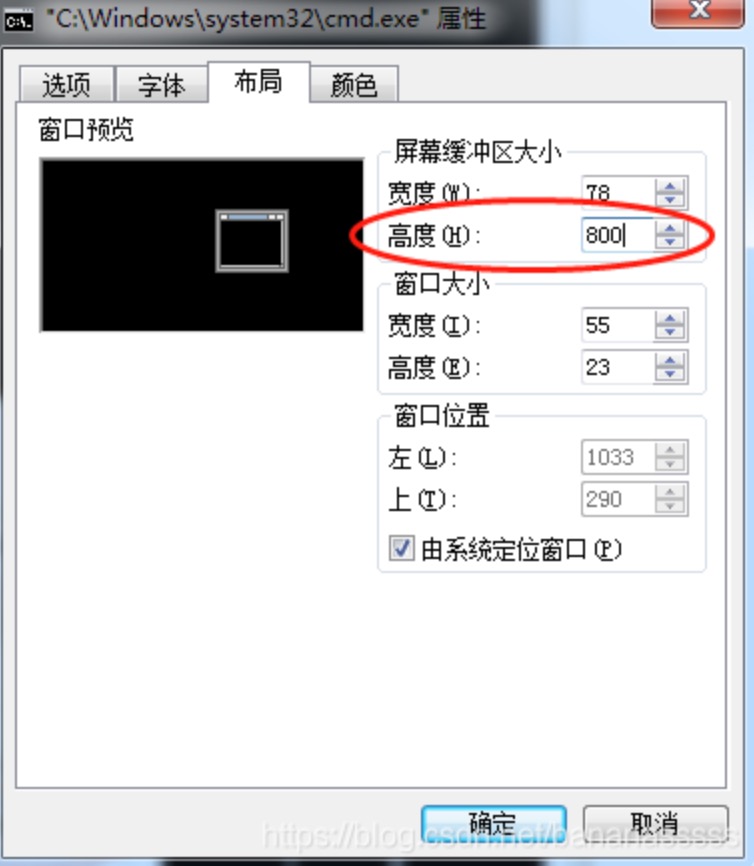 "C:\Windows\system32\cmd.exe" 属性
选项 字体 布局 颜色
窗口预览
屏幕缓冲区大小
宽度(W): 78
高度(H): 800
窗口大小
宽度(I): 55
高度(E): 23
窗口位置
左(L): 1033
上(T): 290
由系统定位窗口(P)
确定 取消
https://blog.csdn.net/bananasssss